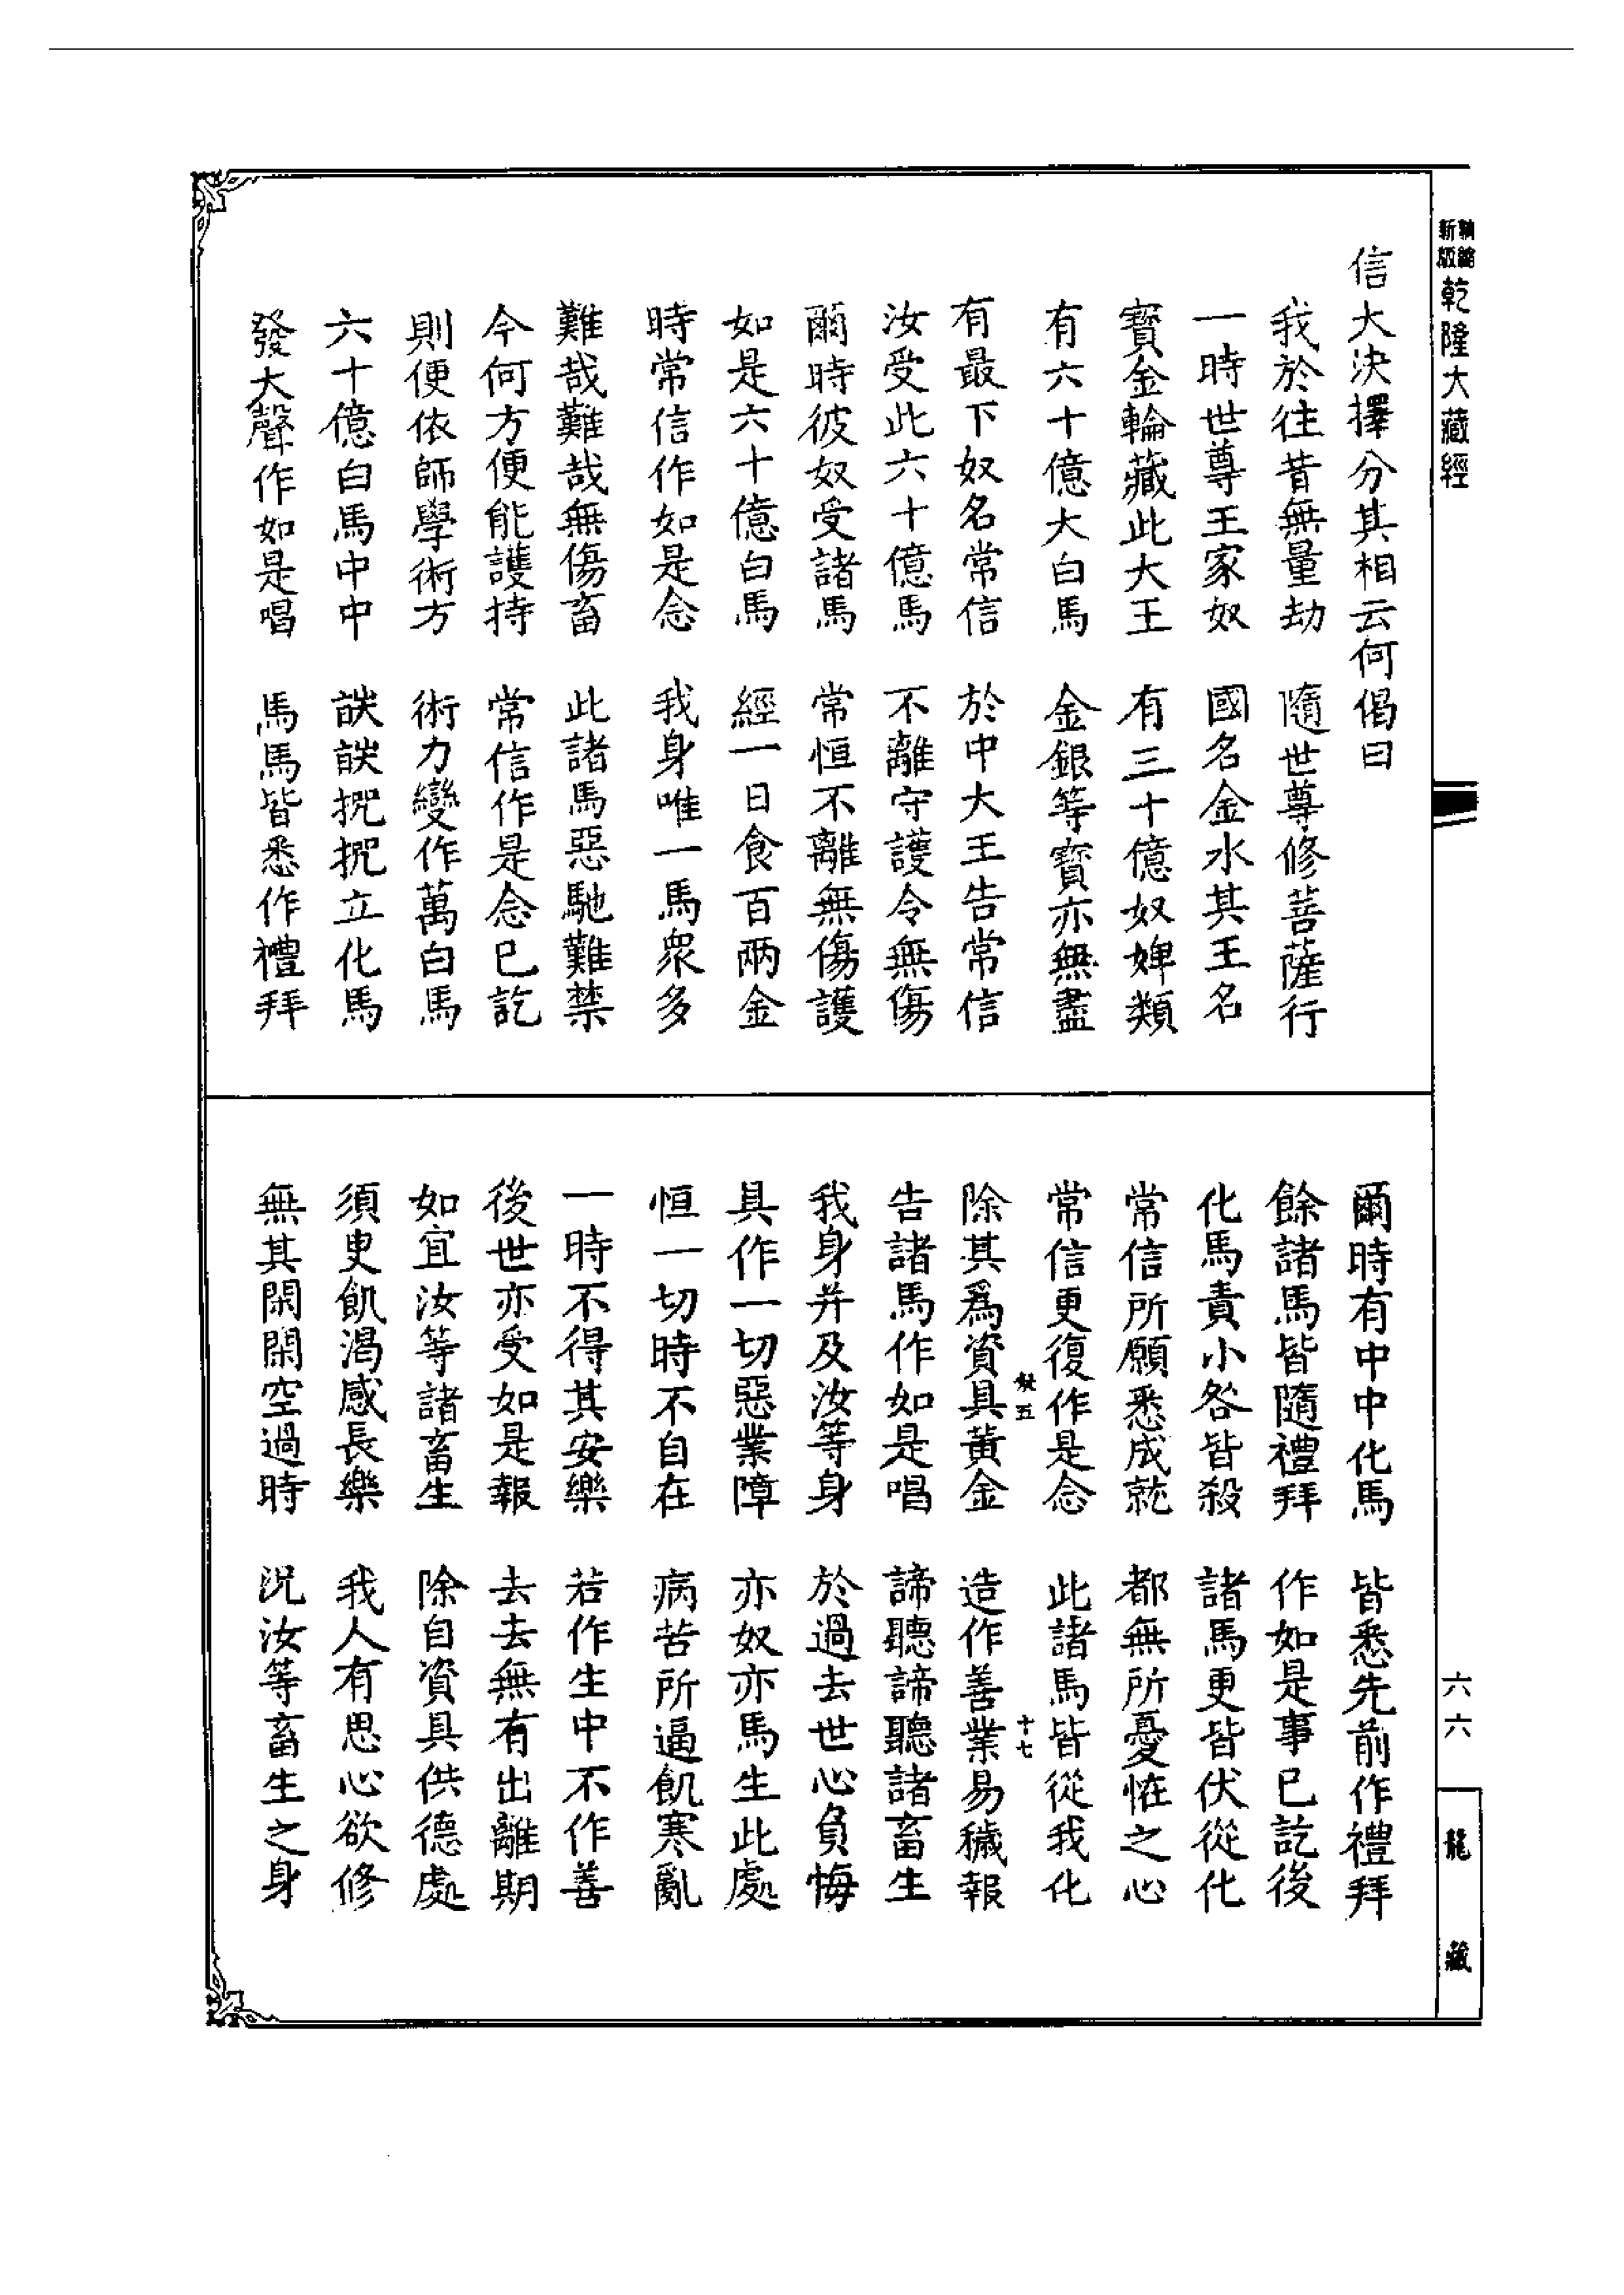 新版精縮乾隆大藏經
信大決擇分其相云何偈曰
我於往昔無量劫　隨世尊修菩薩行
一時世尊王家奴　國名金水其王名
寶金輪藏此大王　有三十億奴婢類
有六十億大白馬　金銀等寶亦無盡
有最下奴名常信　於中大王告常信
汝受此六十億馬　不離守護令無傷
爾時彼奴受諸馬　常恒不離無傷護
如是六十億白馬　經一日食百兩金
時常信作如是念　我身唯一馬衆多
難哉難哉無傷畜　此諸馬惡馳難禁
今何方便能護持　常信作是念已訖
則便依師學術方　術力變作萬白馬
六十億白馬中中　立化馬
發大聲作如是唱　馬馬皆悉作禮拜
爾時有中中化馬　皆悉先前作禮拜
餘諸馬皆隨禮拜　作如是事已訖後
化馬責小咎皆殺　諸馬更皆伏從化
常信所願悉成就　都無所憂恠之心
常信更復作是念　此諸馬皆從我化
疑五　十七
除其爲資具黃金　造作善業易穢報
告諸馬作如是唱　諦聽諦聽諸畜生
我身并及汝等身　於過去世心負悔
具作一切惡業障　亦奴亦馬生此處
恒一切時不自在　病苦所逼飢寒亂
一時不得其安樂　若作生中不作善
後世亦受如是報　去去無有出離期
如宜汝等諸畜生　除自資具供德處
須臾飢渴感長樂　我人有思心欲修
無其閑閑空過時　況汝等畜生之身
六六
龍藏